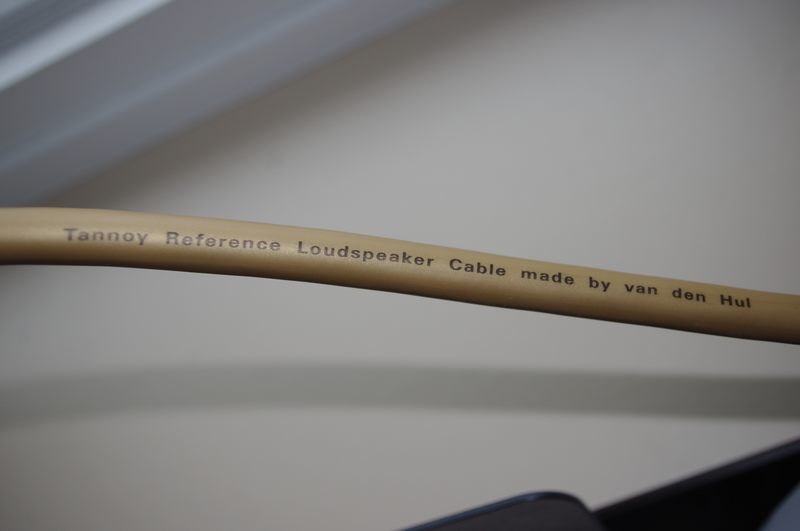 Tannoy Reference Loudspeaker Cable made by van den Hul